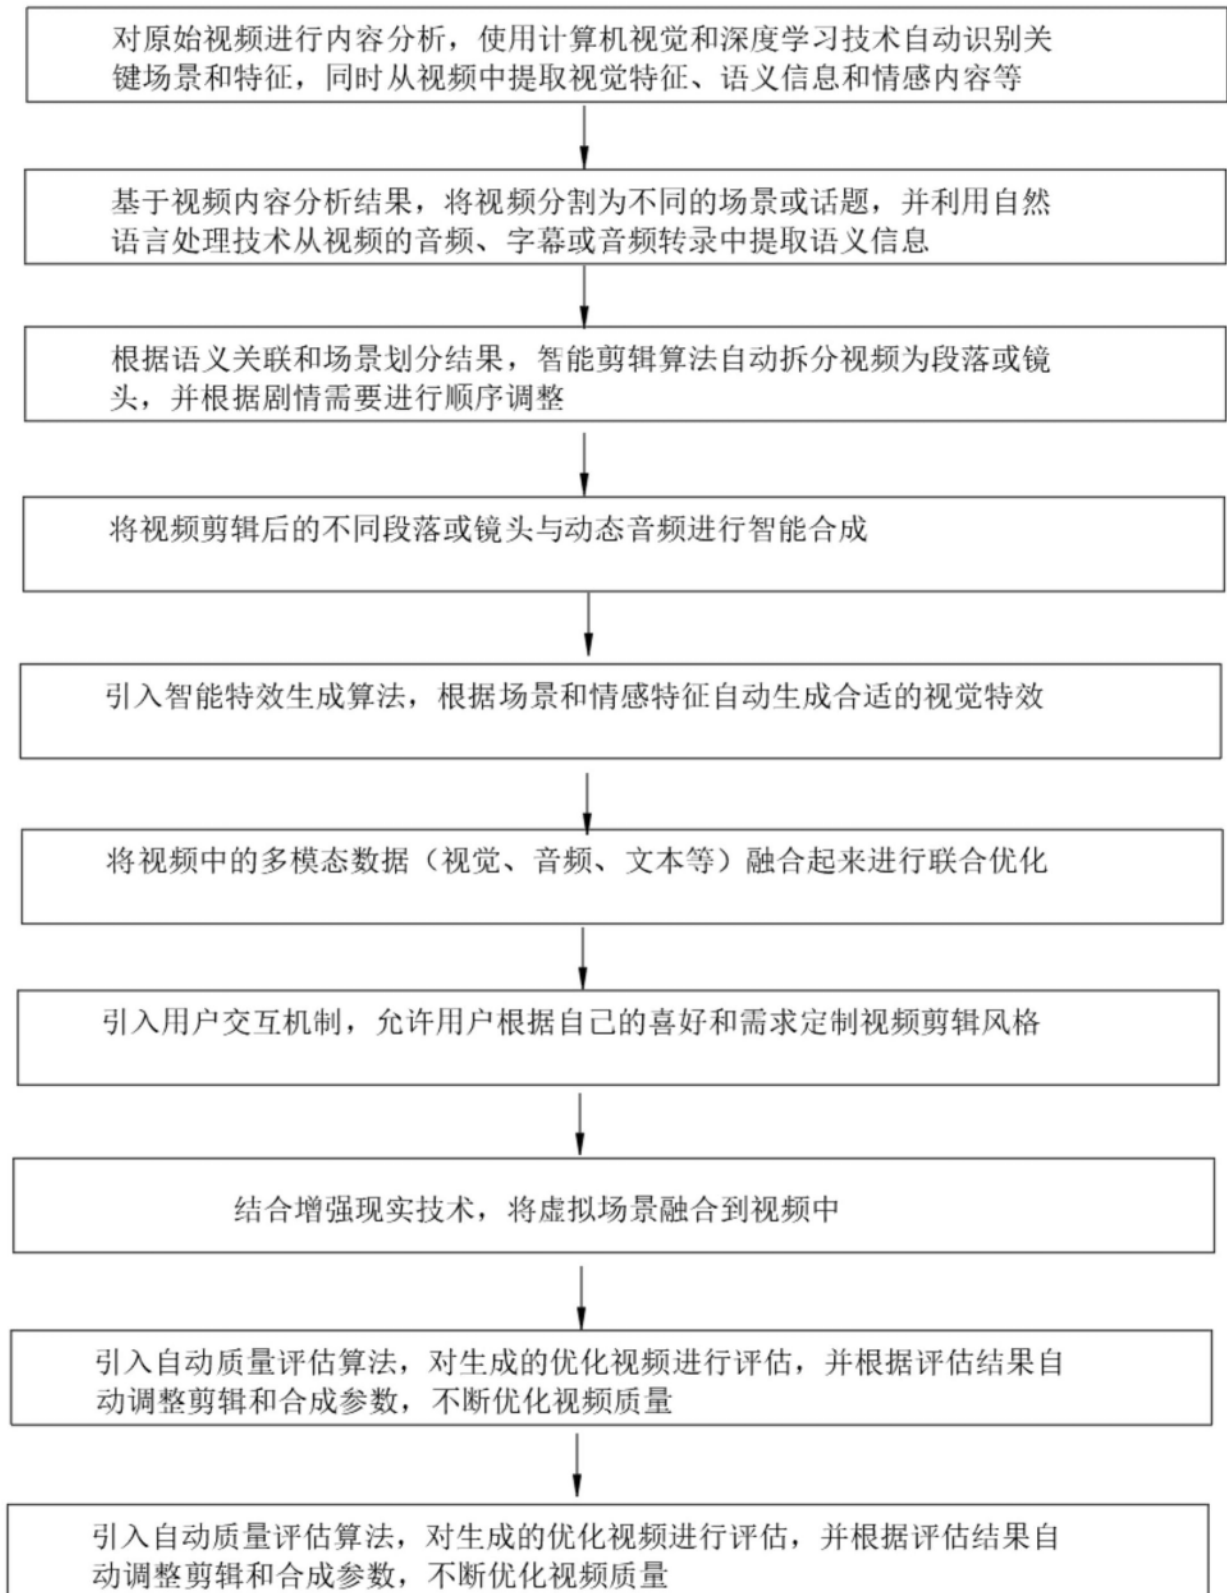 对原始视频进行内容分析，使用计算机视觉和深度学习技术自动识别关
键场景和特征，同时从视频中提取视觉特征、语义信息和情感内容等
基于视频内容分析结果，将视频分割为不同的场景或话题，并利用自然
语言处理技术从视频的音频、字幕或音频转录中提取语义信息
根据语义关联和场景划分结果，智能剪辑算法自动拆分视频为段落或镜
头，并根据剧情需要进行顺序调整
将视频剪辑后的不同段落或镜头与动态音频进行智能合成
引入智能特效生成算法，根据场景和情感特征自动生成合适的视觉特效
将视频中的多模态数据（视觉、音频、文本等）融合起来进行联合优化
引入用户交互机制，允许用户根据自己的喜好和需求定制视频剪辑风格
结合增强现实技术，将虚拟场景融合到视频中
引入自动质量评估算法，对生成的优化视频进行评估，并根据评估结果自
动调整剪辑和合成参数，不断优化视频质量
引入自动质量评估算法，对生成的优化视频进行评估，并根据评估结果自
动调整剪辑和合成参数，不断优化视频质量